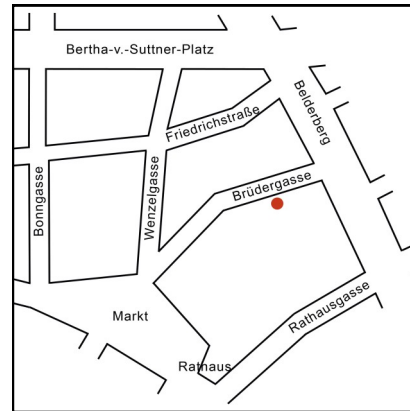 Bertha-v.-Suttner-Platz
Belderberg
Friedrichstraße
Bonngasse
Wenzelgasse
Brüdergasse
Markt
Rathausgasse
Rathaus